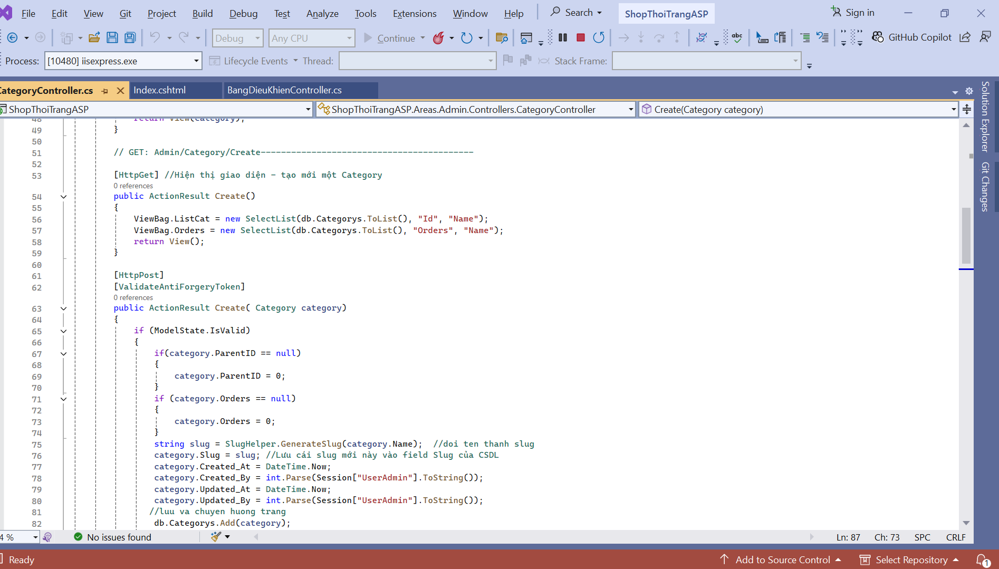 File Edit View Git Project Build Debug Test Analyze Tools Extensions Window Help Search ShopThoiTrangASP Sign in
Debug Any CPU Continue abc GitHub Copilot
Process: [10480] iisexpress.exe Lifecycle Events Thread: Stack Frame:
CategoryController.cs Index.cshtml BangDieuKhienController.cs
ShopThoiTrangASP ShopThoiTrangASP.Areas.Admin.Controllers.CategoryController Create(Category category)
48 return View(category);
49 }
50
51 // GET: Admin/Category/Create------------------------------------------
52
53 [HttpGet] //Hiện thị giao diện - tạo mới một Category
0 references
54 public ActionResult Create()
55 {
56 ViewBag.ListCat = new SelectList(db.Categorys.ToList(), "Id", "Name");
57 ViewBag.Orders = new SelectList(db.Categorys.ToList(), "Orders", "Name");
58 return View();
59 }
60
61 [HttpPost]
62 [ValidateAntiForgeryToken]
0 references
63 public ActionResult Create( Category category)
64 {
65 if (ModelState.IsValid)
66 {
67 if(category.ParentID == null)
68 {
69 category.ParentID = 0;
70 }
71 if (category.Orders == null)
72 {
73 category.Orders = 0;
74 }
75 string slug = SlugHelper.GenerateSlug(category.Name); //doi ten thanh slug
76 category.Slug = slug; //Lưu cái slug mới này vào field Slug của CSDL
77 category.Created_At = DateTime.Now;
78 category.Created_By = int.Parse(Session["UserAdmin"].ToString());
79 category.Updated_At = DateTime.Now;
80 category.Updated_By = int.Parse(Session["UserAdmin"].ToString());
81 //luu va chuyen huong trang
82 db.Categorys.Add(category);
Solution Explorer
Git Changes
4 % No issues found Ln: 87 Ch: 73 SPC CRLF
Ready Add to Source Control Select Repository 1